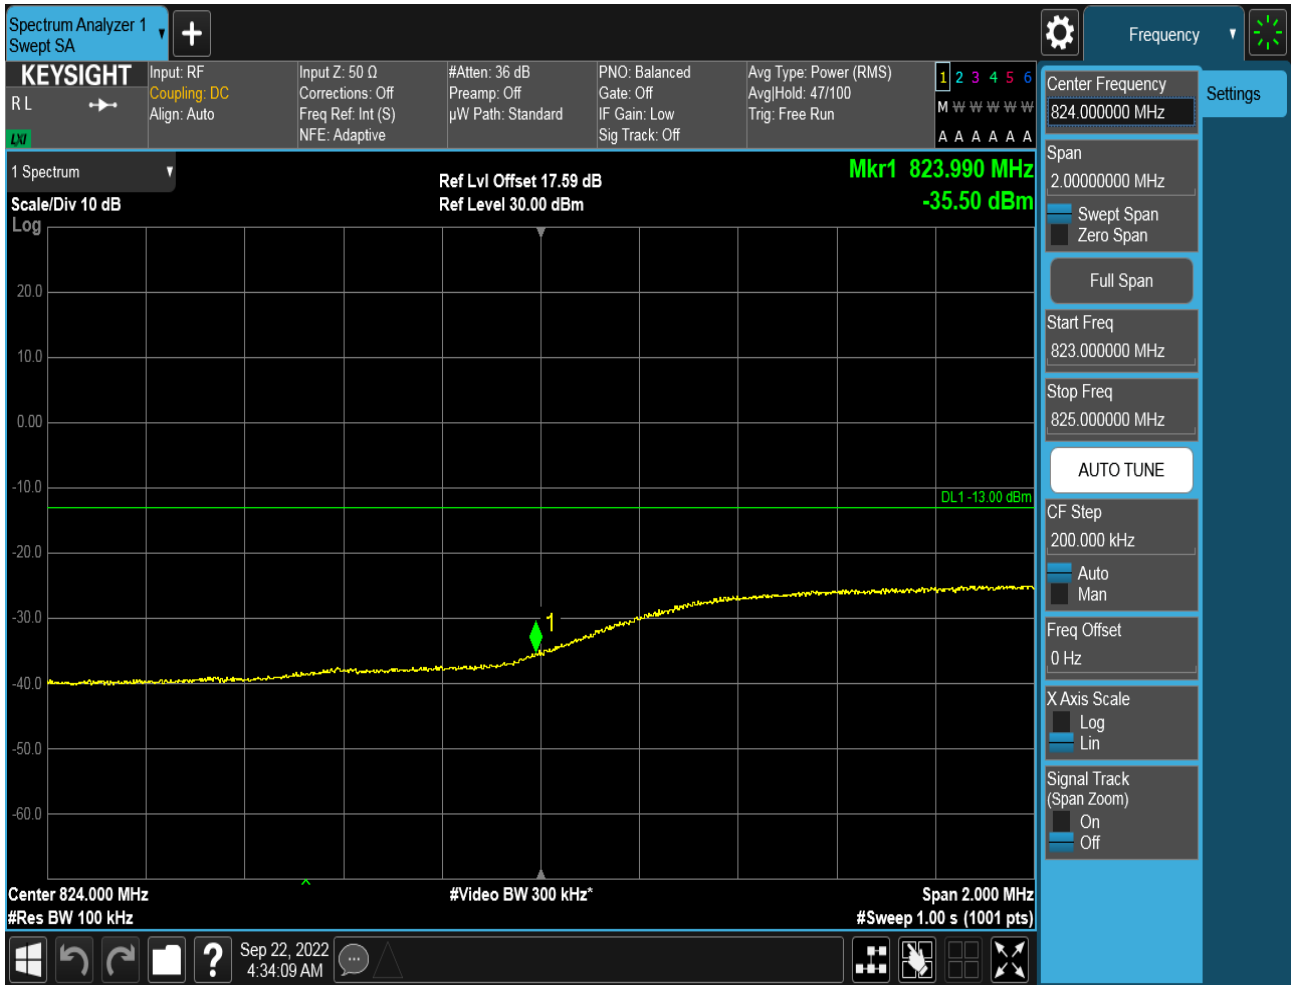 Spectrum Analyzer 1
Swept SA
Frequency
KEYSIGHT
R L
LXI
Input: RF
Coupling: DC
Align: Auto
Input Z: 50 Ω
Corrections: Off
Freq Ref: Int (S)
NFE: Adaptive
#Atten: 36 dB
Preamp: Off
µW Path: Standard
PNO: Balanced
Gate: Off
IF Gain: Low
Sig Track: Off
Avg Type: Power (RMS)
Avg|Hold: 47/100
Trig: Free Run
1 2 3 4 5 6
M W W W W W
A A A A A A
1 Spectrum
Scale/Div 10 dB
Log
Ref Lvl Offset 17.59 dB
Ref Level 30.00 dBm
Mkr1 823.990 MHz
-35.50 dBm
20.0
10.0
0.00
-10.0
DL1 -13.00 dBm
-20.0
-30.0
1
-40.0
-50.0
-60.0
Center 824.000 MHz
#Res BW 100 kHz
#Video BW 300 kHz*
Span 2.000 MHz
#Sweep 1.00 s (1001 pts)
Sep 22, 2022
4:34:09 AM
?
Center Frequency
824.000000 MHz
Settings
Span
2.00000000 MHz
Swept Span
Zero Span
Full Span
Start Freq
823.000000 MHz
Stop Freq
825.000000 MHz
AUTO TUNE
CF Step
200.000 kHz
Auto
Man
Freq Offset
0 Hz
X Axis Scale
Log
Lin
Signal Track
(Span Zoom)
On
Off